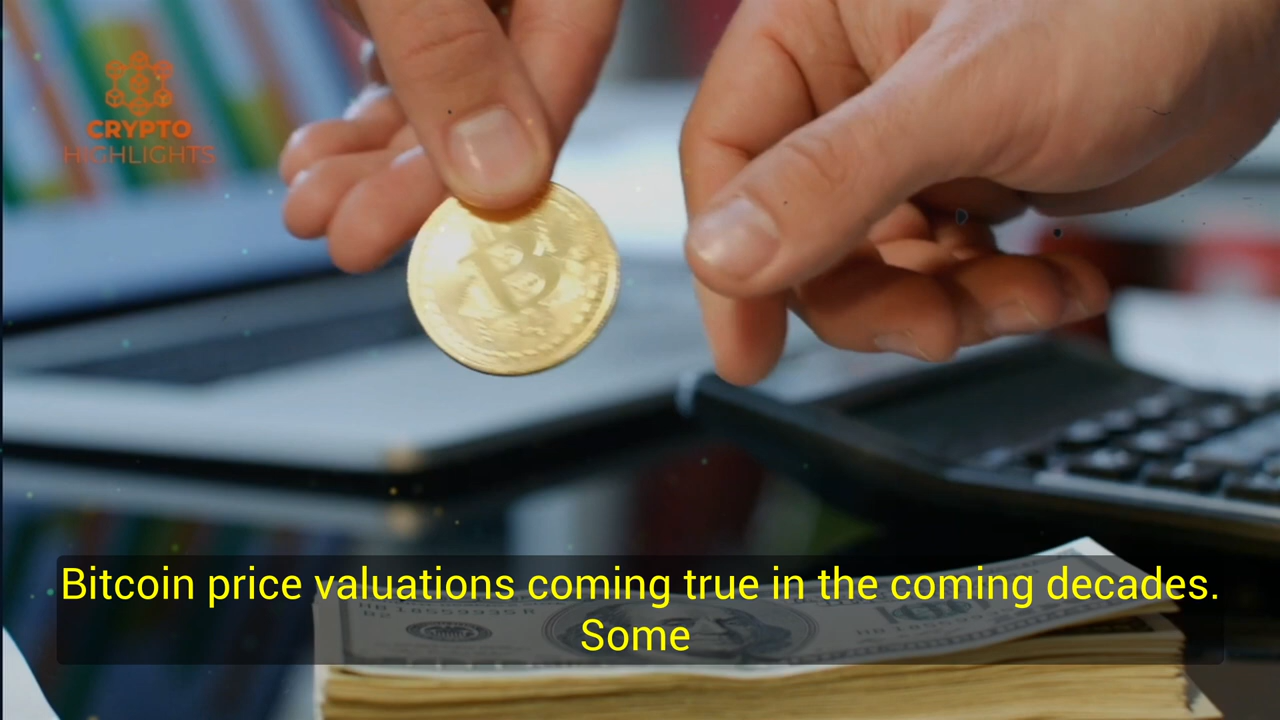 CRYPTO
HIGHLIGHTS
Bitcoin price valuations coming true in the coming decades.
Some